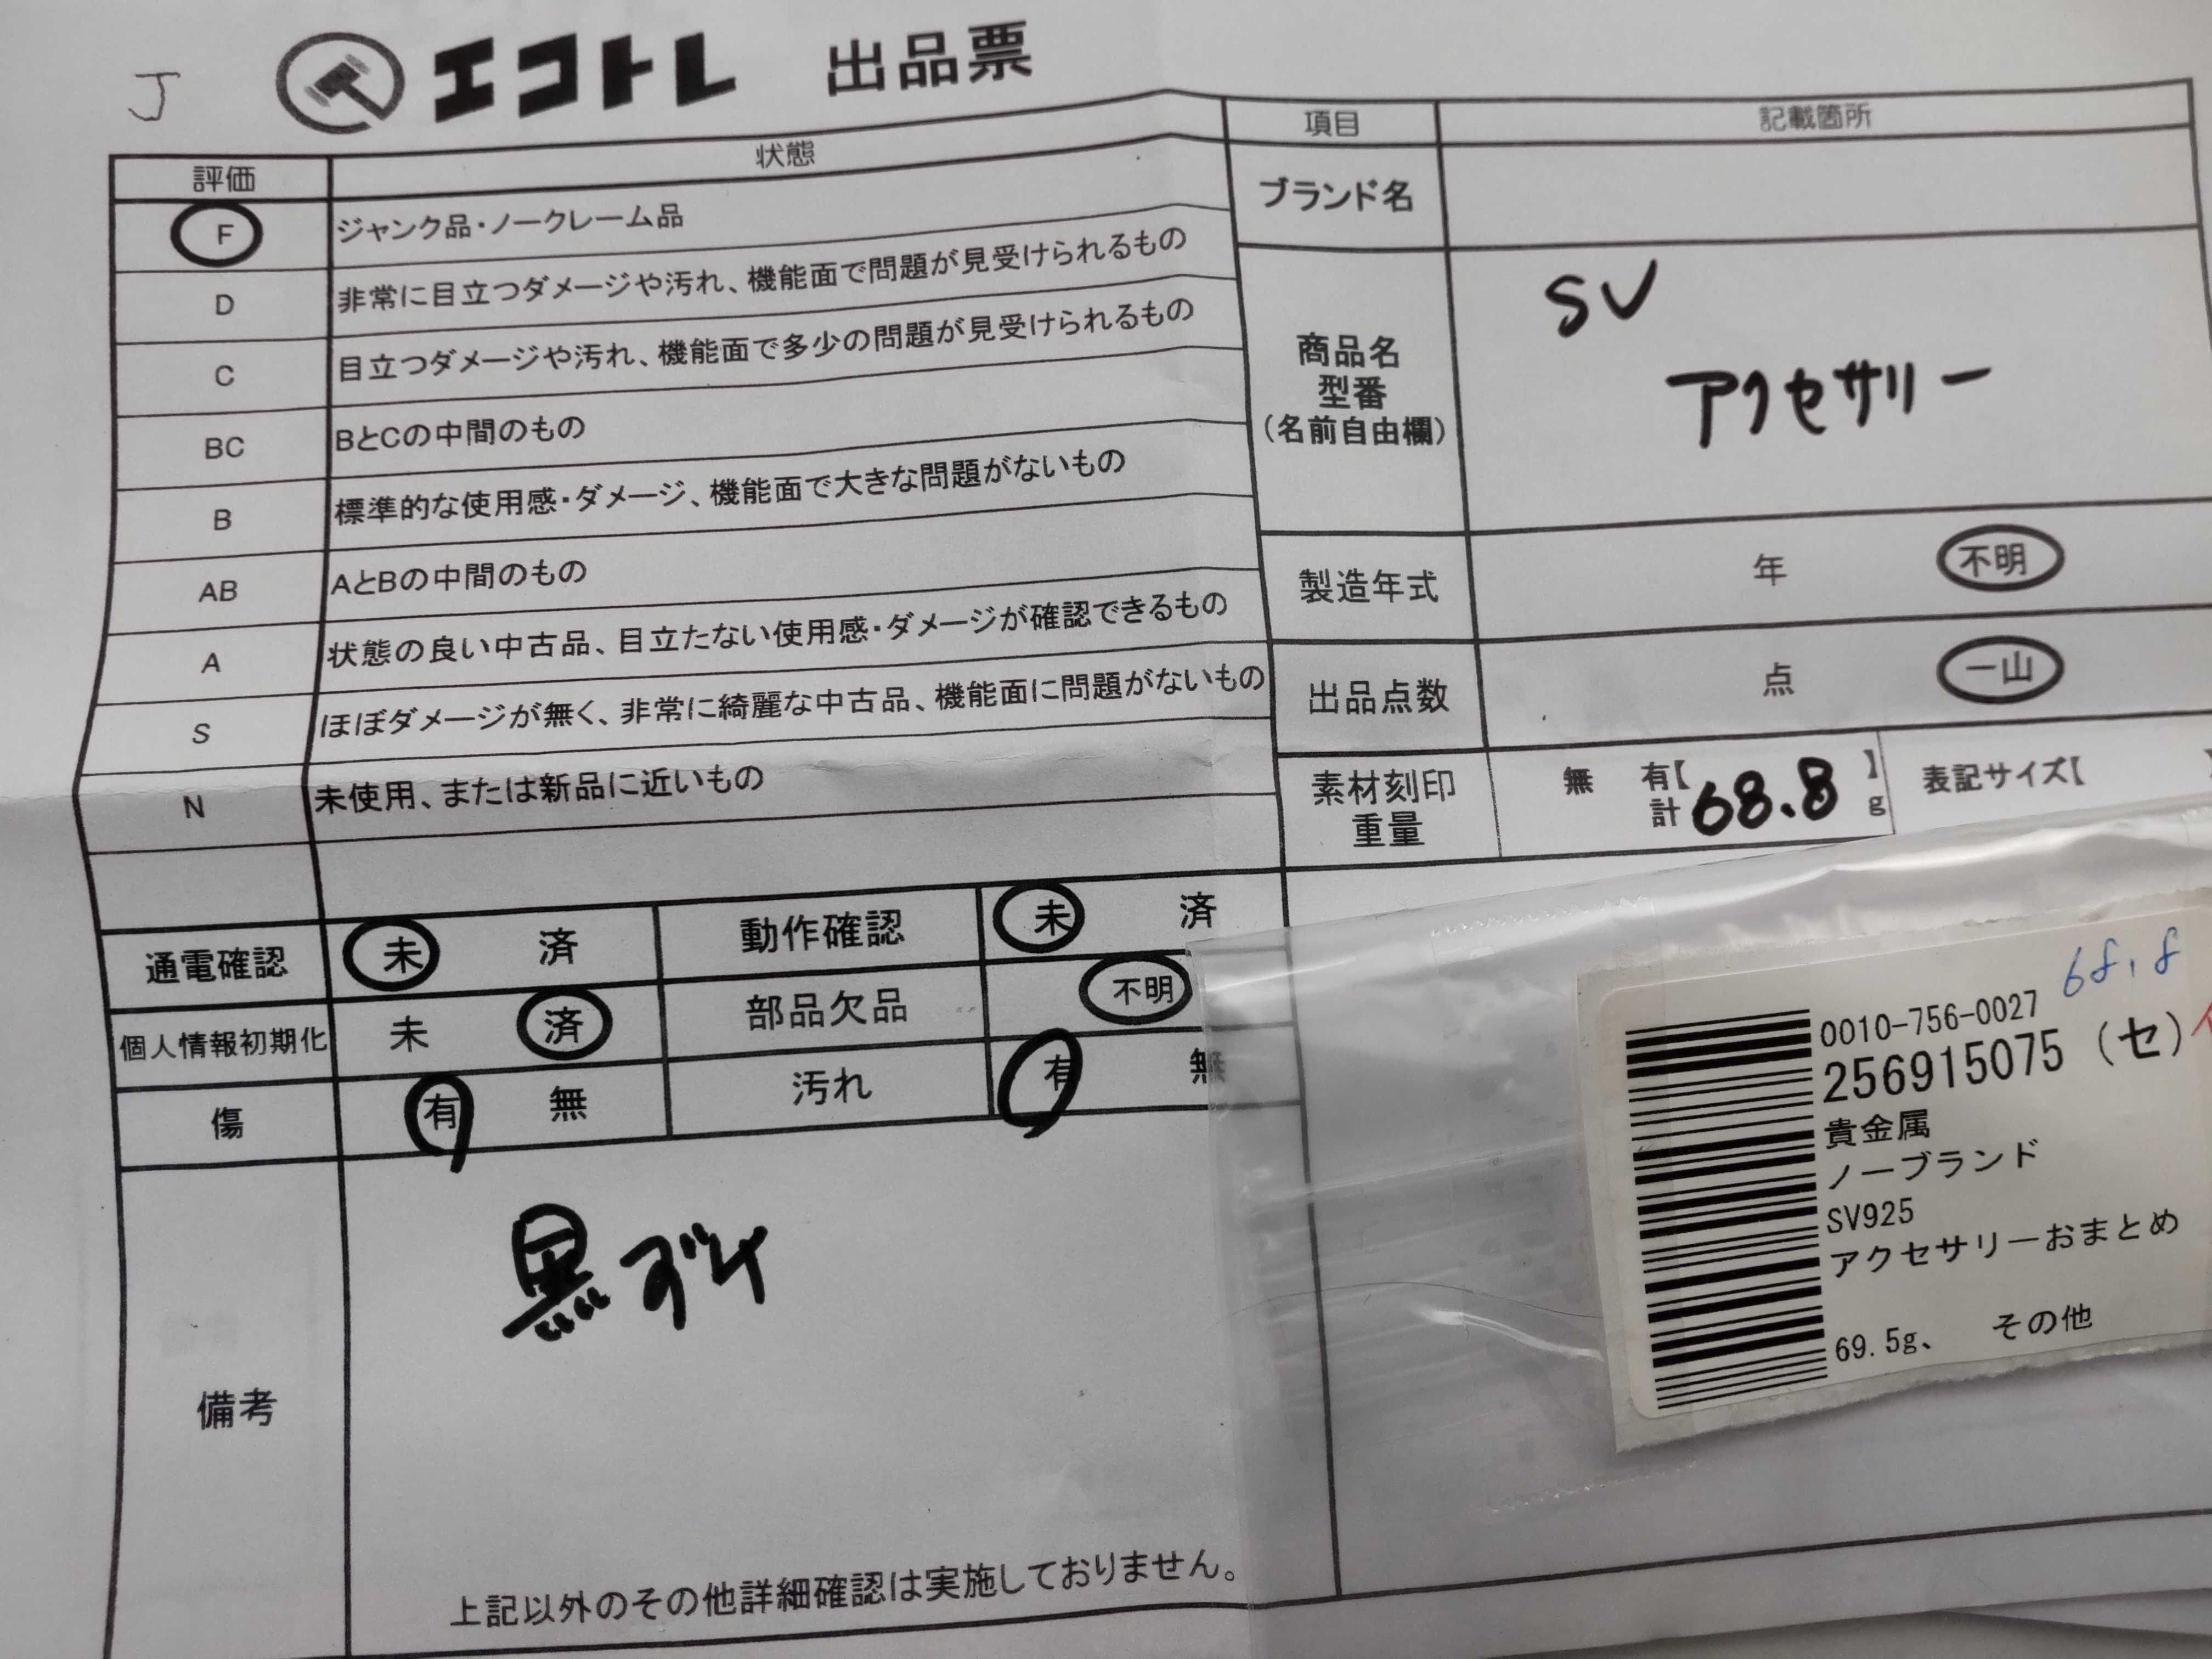 J
エコトレ 出品票
評価 状態
F ジャンク品・ノークレーム品
D 非常に目立つダメージや汚れ、機能面で問題が見受けられるもの
C 目立つダメージや汚れ、機能面で多少の問題が見受けられるもの
BC BとCの中間のもの
B 標準的な使用感・ダメージ、機能面で大きな問題がないもの
AB AとBの中間のもの
A 状態の良い中古品、目立たない使用感・ダメージが確認できるもの
S ほぼダメージが無く、非常に綺麗な中古品、機能面に問題がないもの
N 未使用、または新品に近いもの
項目 記載箇所
ブランド名
商品名
型番
(名前自由欄)
SV
アクセサリー
製造年式 年 不明
出品点数 点 一山
素材刻印
重量
無 有【 】
計 68.8 g
表記サイズ【 】
通電確認 未 済 動作確認 未 済
個人情報初期化 未 済 部品欠品 不明
傷 有 無 汚れ 有 無
備考
黒ずみ
上記以外のその他詳細確認は実施しておりません。
68.8
0010-756-0027
256915075 (セ)
貴金属
ノーブランド
SV925
アクセサリーおまとめ
69.5g、 その他